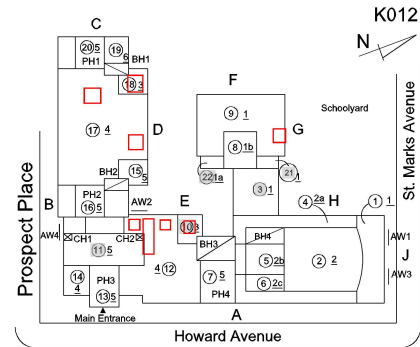 K012
C
N
20 5
19
6
PH1
BH1
18 3
F
Schoolyard
St. Marks Avenue
9 1
17 4
D
G
8 1b
BH2
15
5
22 1a
21 1
3 1
PH2
16 5
AW2
B
E
4 2a H
1 1
AW4
CH1
CH2
10 3
BH3
BH4
AW1
J
11 5
5 2b
2 2
4 12
AW3
14
4
PH3
13 5
7 5
6 2c
PH4
Main Entrance
A
Prospect Place
Howard Avenue